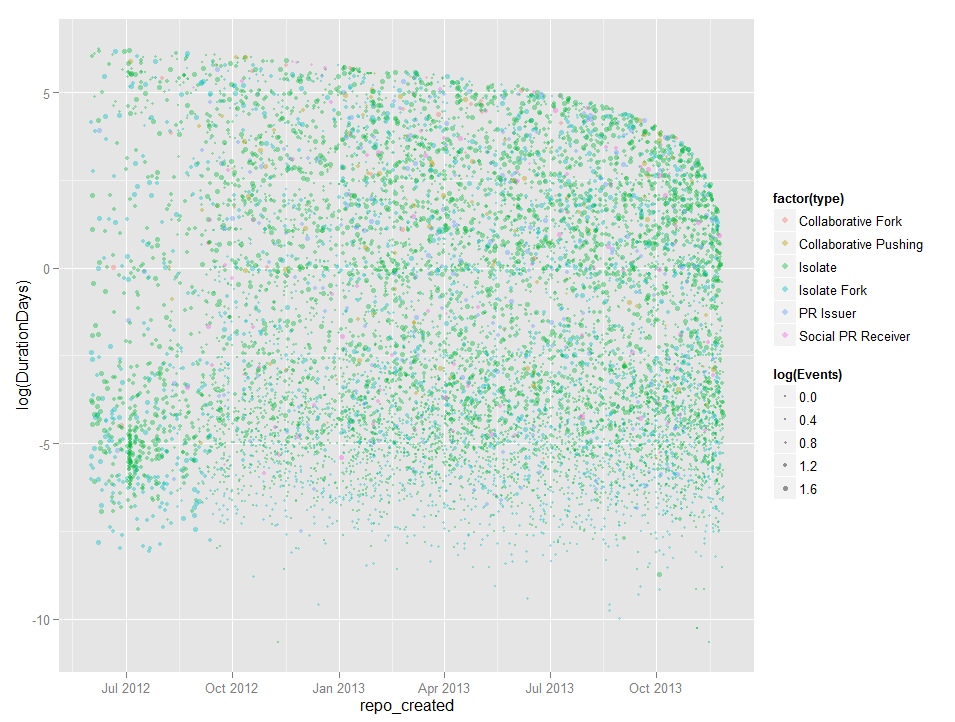 5
0
-5
-10
log(DurationDays)
Jul 2012
Oct 2012
Jan 2013
Apr 2013
Jul 2013
Oct 2013
repo_created
factor(type)
Collaborative Fork
Collaborative Pushing
Isolate
Isolate Fork
PR Issuer
Social PR Receiver
log(Events)
0.0
0.4
0.8
1.2
1.6